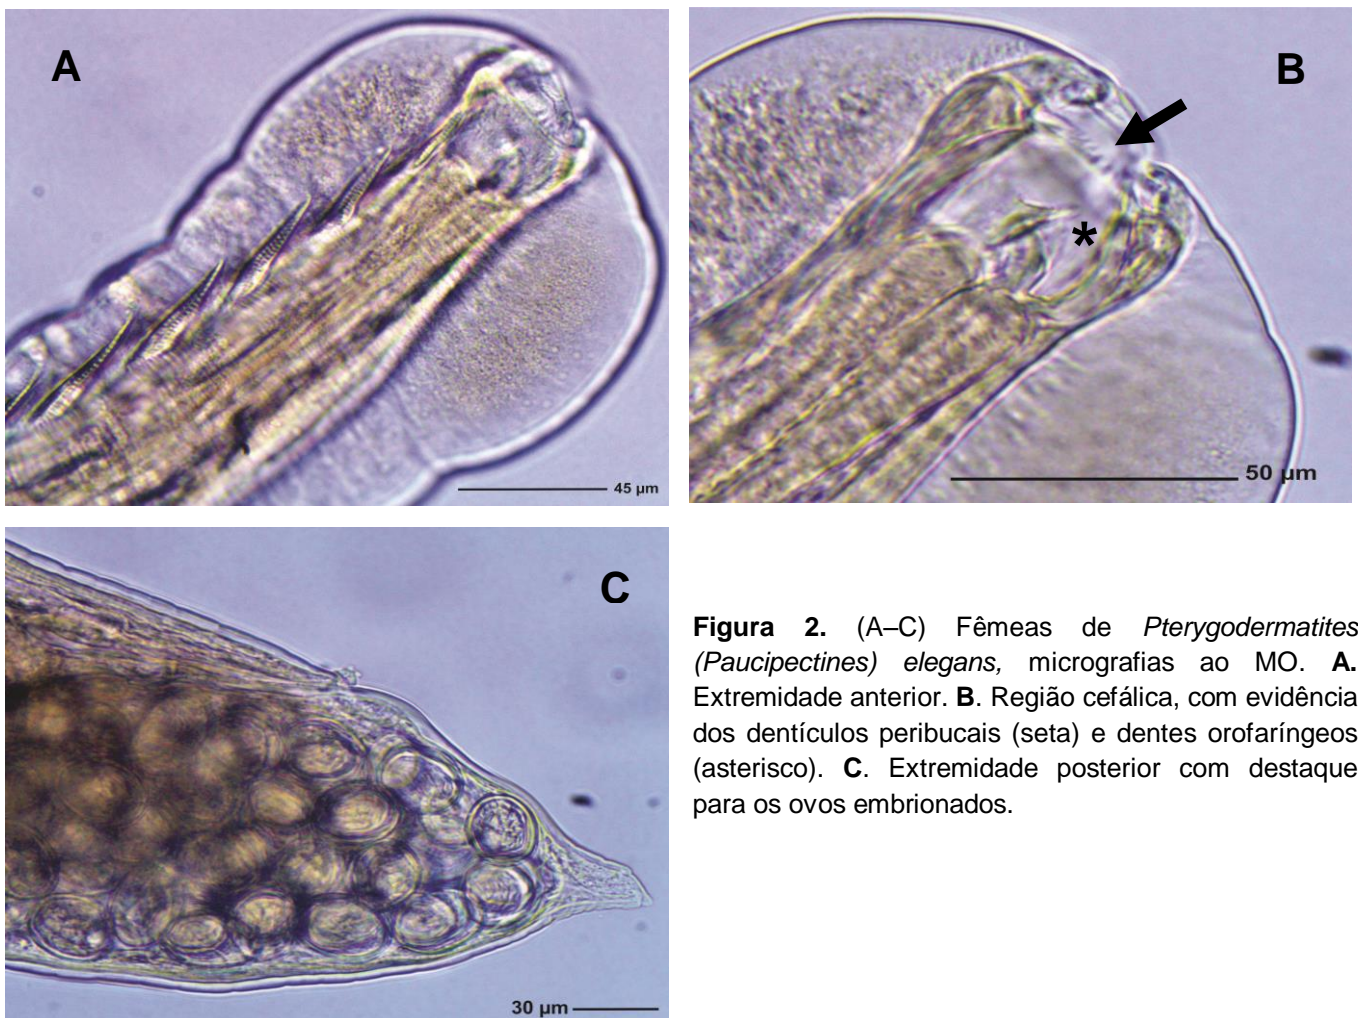 A
B
45 µm
50 µm
C
30 µm
Figura 2. (A–C) Fêmeas de Pterygodermatites
(Paucipectines) elegans, micrografias ao MO. A.
Extremidade anterior. B. Região cefálica, com evidência
dos dentículos peribucais (seta) e dentes orofaríngeos
(asterisco). C. Extremidade posterior com destaque
para os ovos embrionados.